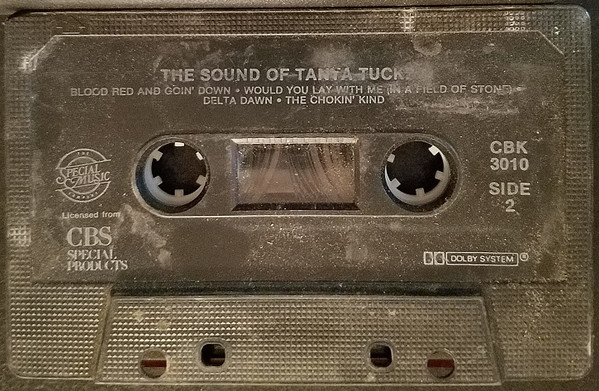 THE SOUND OF TANYA TUCK
BLOOD RED AND GOIN' DOWN • WOULD YOU LAY WITH ME (IN A FIELD OF STONE) •
DELTA DAWN • THE CHOKIN' KIND
CBK
3010
SIDE
2
THE
SPECIAL
MUSIC
COMPANY
Licensed from
CBS
SPECIAL
PRODUCTS
DOLBY SYSTEM®